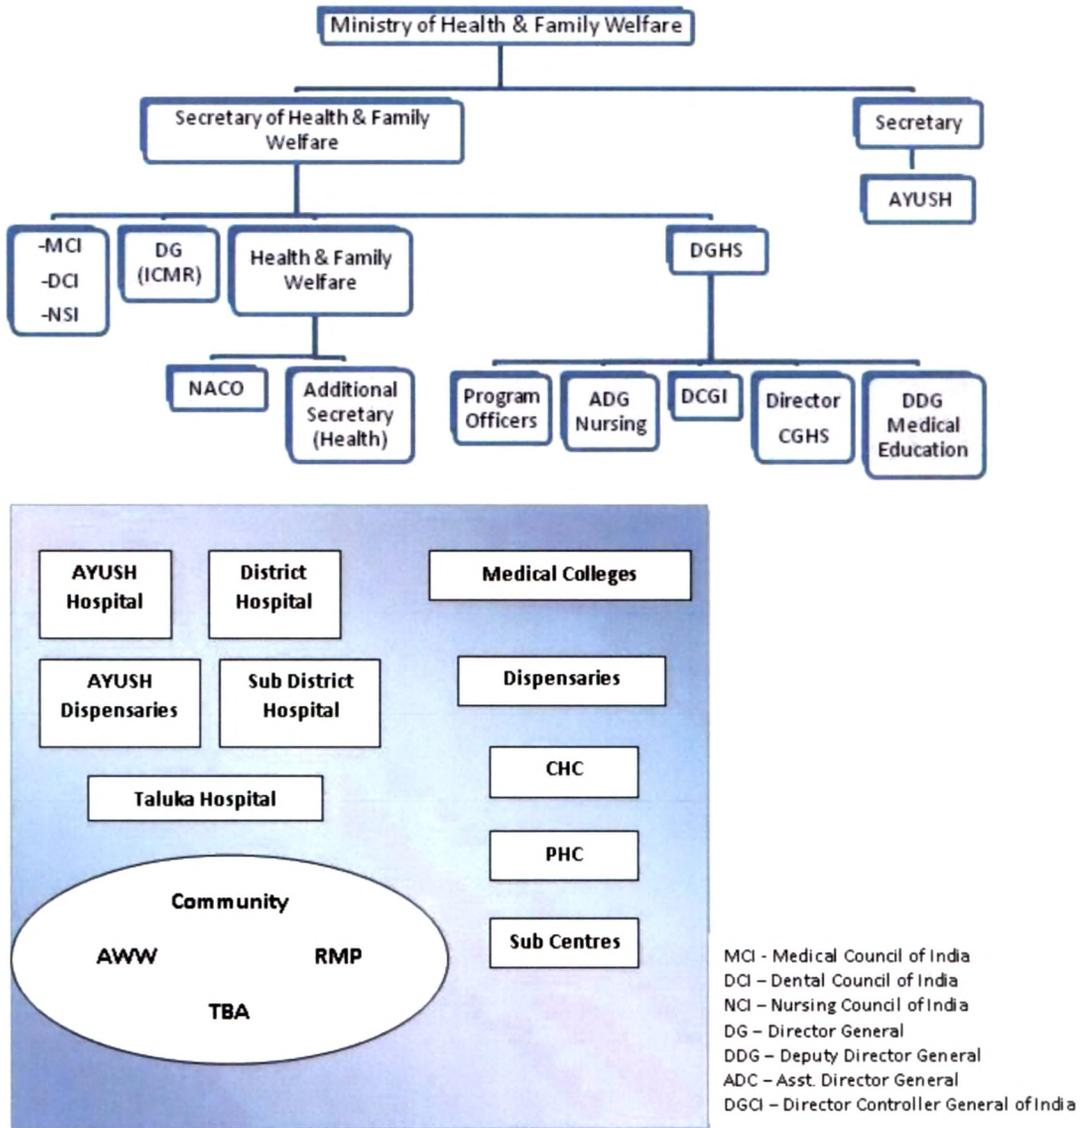 Ministry of Health & Family Welfare
Secretary of Health & Family
Welfare
Secretary
AYUSH
-MCI
-DCI
-NSI
DG
(ICMR)
Health & Family
Welfare
DGHS
NACO
Additional
Secretary
(Health)
Program
Officers
ADG
Nursing
DCGI
Director
CGHS
DDG
Medical
Education
AYUSH
Hospital
District
Hospital
Medical Colleges
AYUSH
Dispensaries
Sub District
Hospital
Dispensaries
Taluka Hospital
CHC
PHC
Sub Centres
Community
AWW
RMP
TBA
MCI - Medical Council of India
DCI – Dental Council of India
NCI – Nursing Council of India
DG – Director General
DDG – Deputy Director General
ADC – Asst. Director General
DGCI – Director Controller General of India